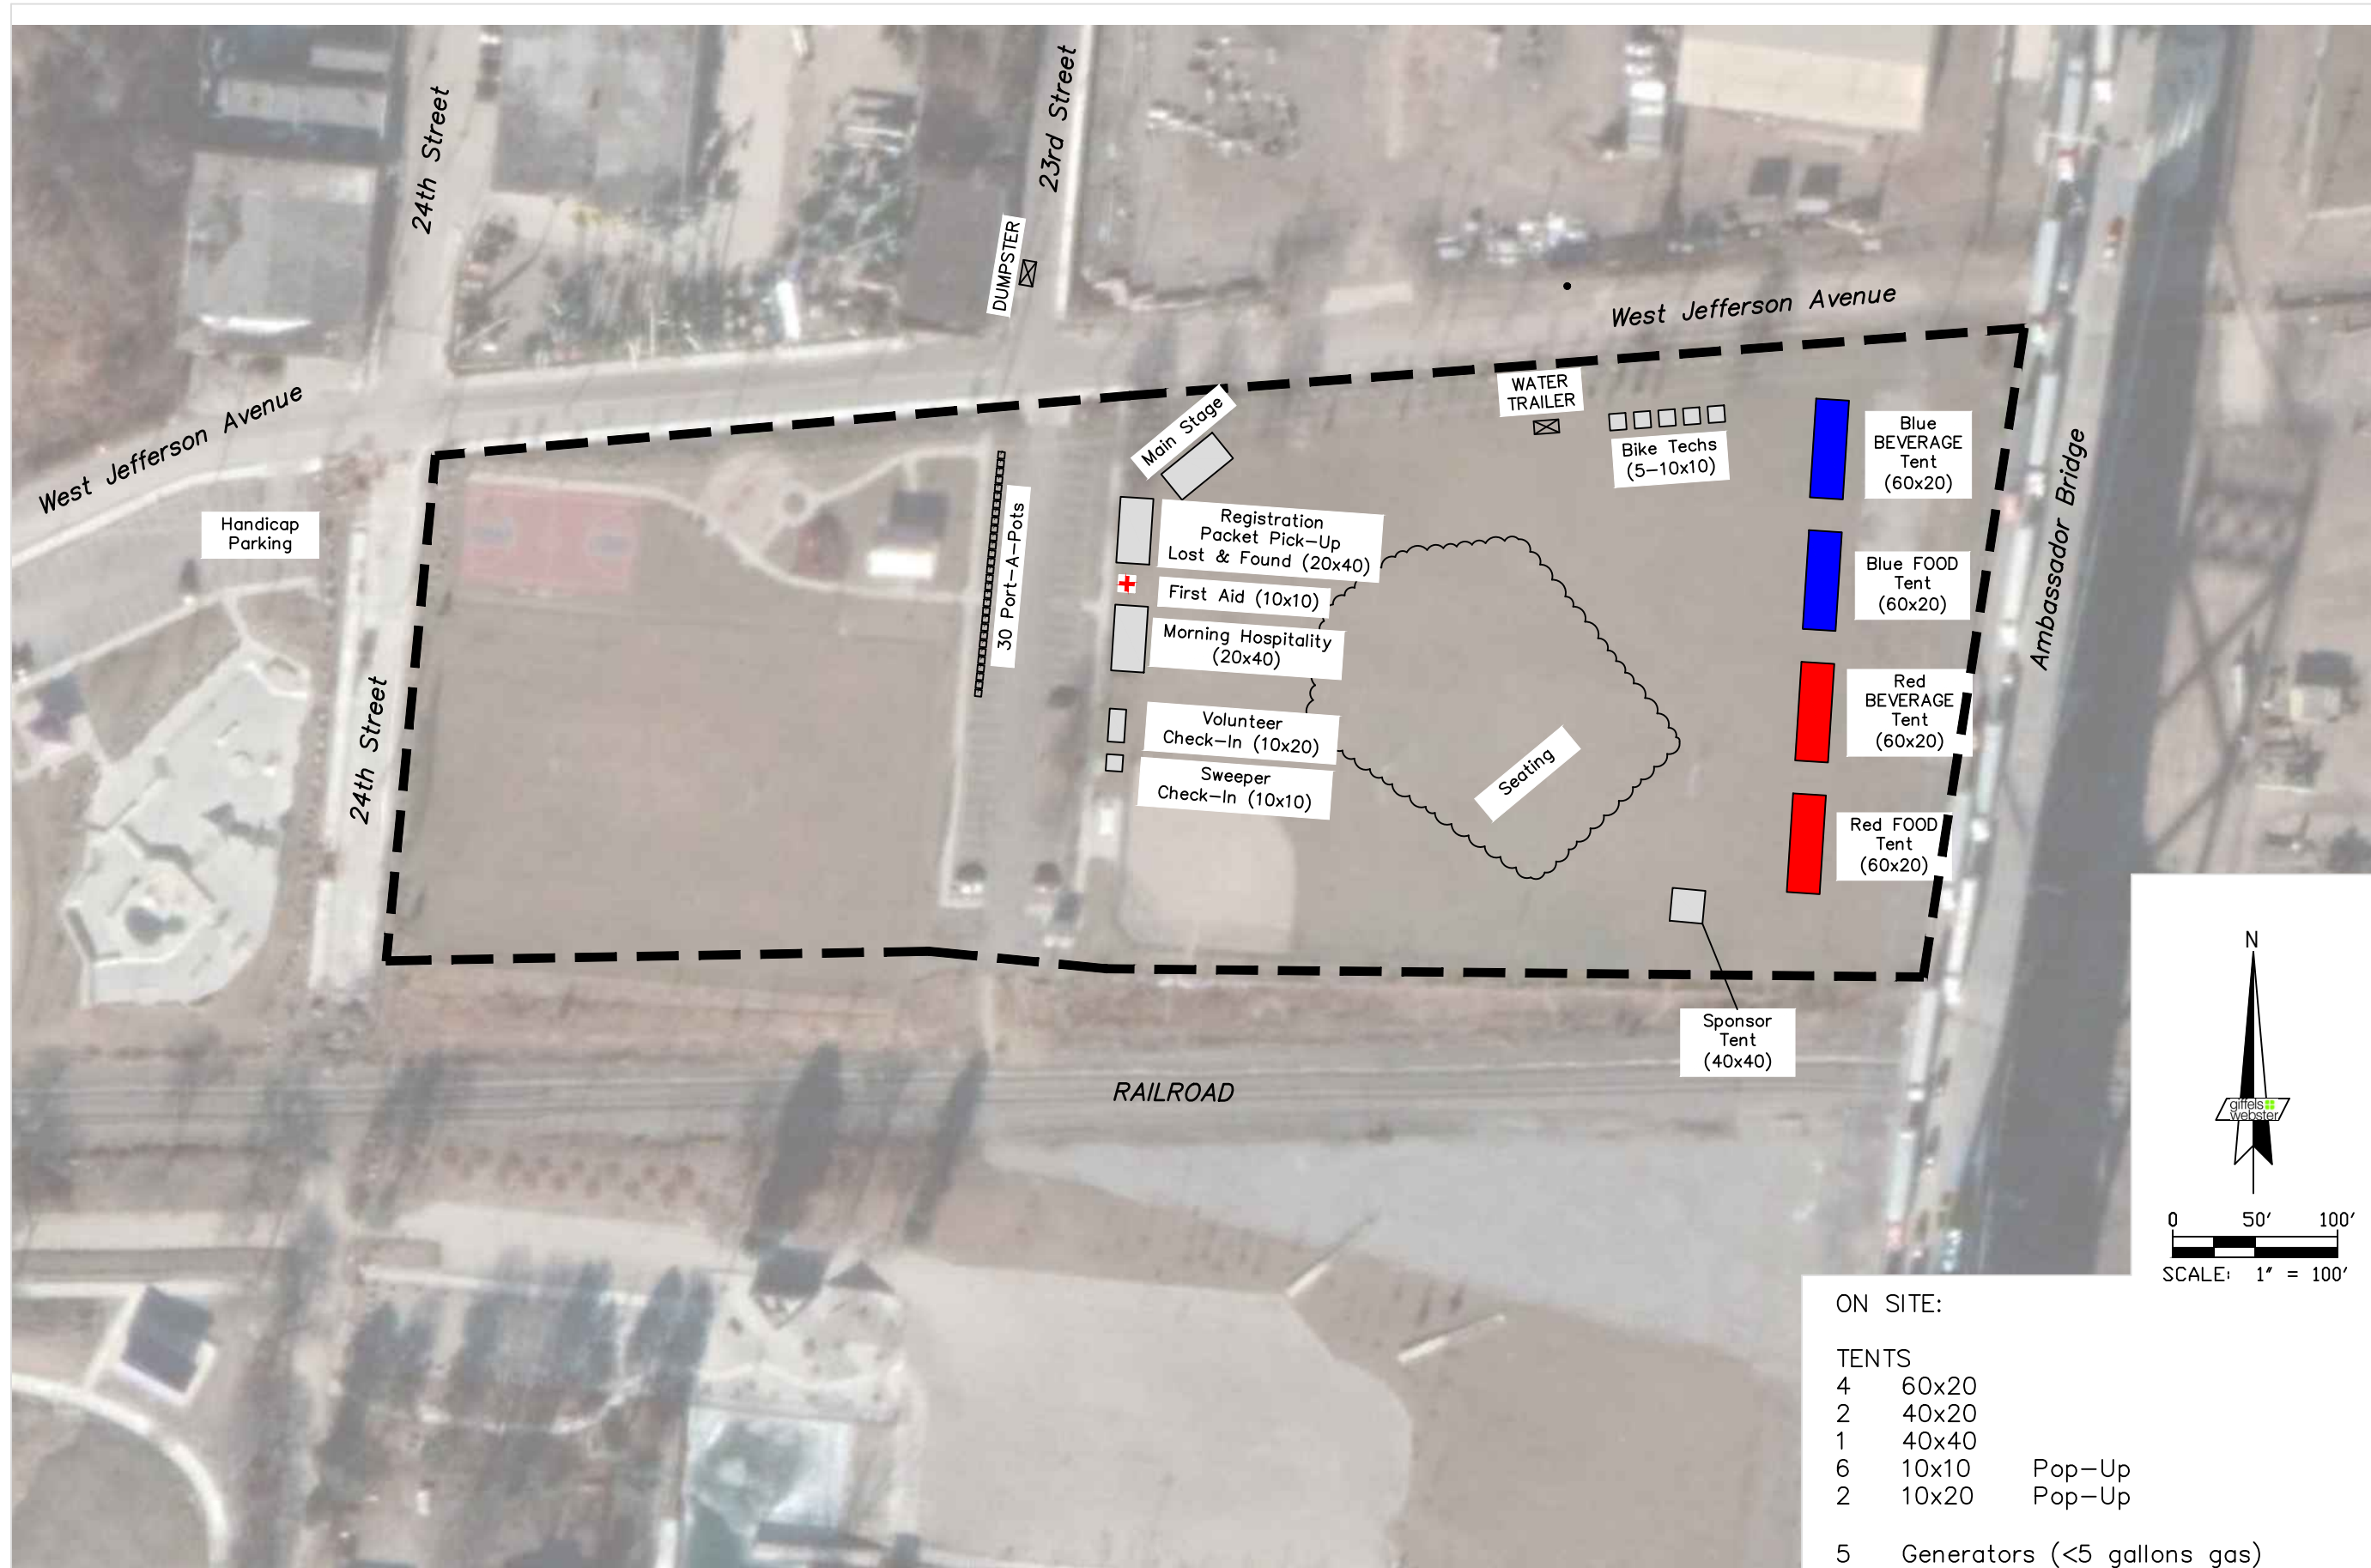 24th Street
23rd Street
DUMPSTER
West Jefferson Avenue
West Jefferson Avenue
Handicap
Parking
24th Street
30 Port-A-Pots
Main Stage
Registration
Packet Pick-Up
Lost & Found (20x40)
First Aid (10x10)
Morning Hospitality
(20x40)
Volunteer
Check-In (10x20)
Sweeper
Check-In (10x10)
WATER
TRAILER
Bike Techs
(5-10x10)
Seating
Blue
BEVERAGE
Tent
(60x20)
Blue FOOD
Tent
(60x20)
Red
BEVERAGE
Tent
(60x20)
Red FOOD
Tent
(60x20)
Ambassador Bridge
Sponsor
Tent
(40x40)
RAILROAD
N
giffels
webster
0 50' 100'
SCALE: 1" = 100'
ON SITE:
TENTS
4 60x20
2 40x20
1 40x40
6 10x10 Pop-Up
2 10x20 Pop-Up
5 Generators (<5 gallons gas)